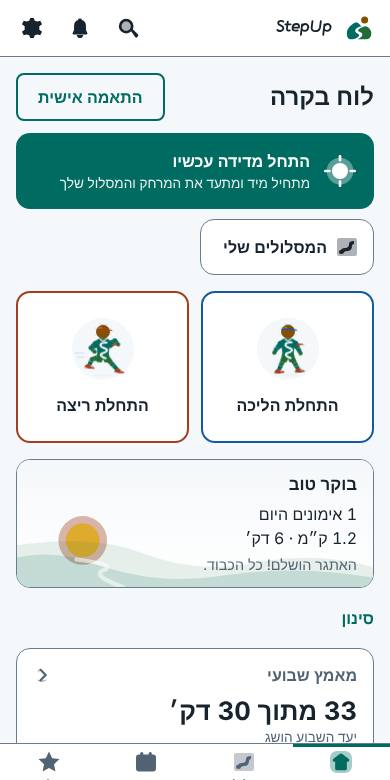 StepUp
לוח בקרה
התאמה אישית
התחל מדידה עכשיו
מתחיל מיד ומתעד את המרחק והמסלול שלך
המסלולים שלי
התחלת הליכה
התחלת ריצה
בוקר טוב
1 אימונים היום
1.2 ק״מ · 6 דק׳
האתגר הושלם! כל הכבוד.
סינון
מאמץ שבועי
33 מתוך 30 דק׳
יעד השבוע הושג